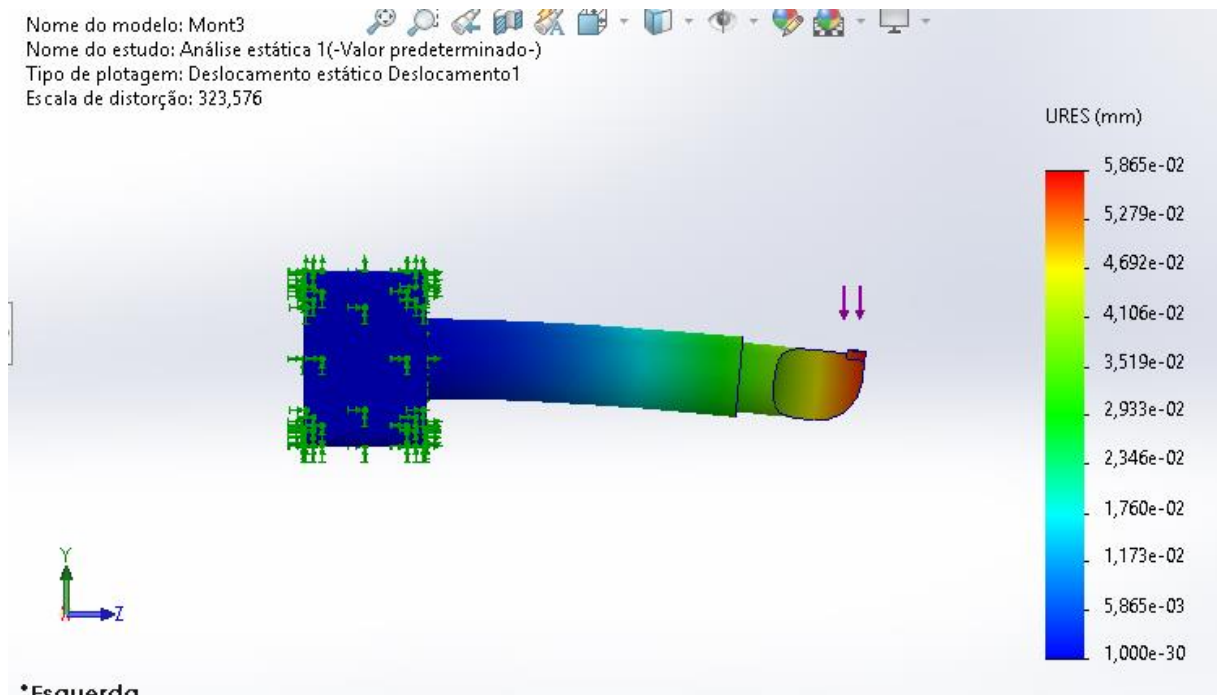 Nome do modelo: Mont3
Nome do estudo: Análise estática 1(-Valor predeterminado-)
Tipo de plotagem: Deslocamento estático Deslocamento1
Escala de distorção: 323,576
URES (mm)
5,865e-02
5,279e-02
4,692e-02
4,106e-02
3,519e-02
2,933e-02
2,346e-02
1,760e-02
1,173e-02
5,865e-03
1,000e-30
Y
Z
*Esquerda